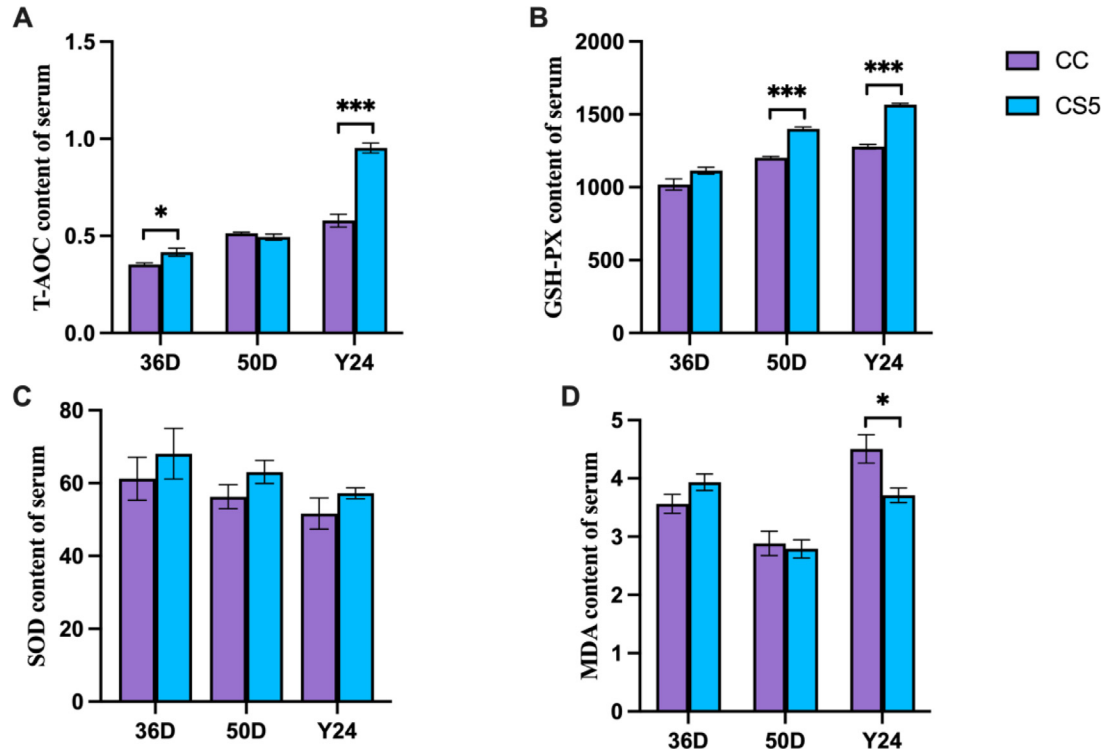 A
T-AOC content of serum
1.5
1.0
0.5
0.0
*
***
36D
50D
Y24
B
GSH-PX content of serum
2000
1500
1000
500
0
***
***
36D
50D
Y24
CC
CS5
C
SOD content of serum
80
60
40
20
0
36D
50D
Y24
D
MDA content of serum
5
4
3
2
1
0
*
36D
50D
Y24